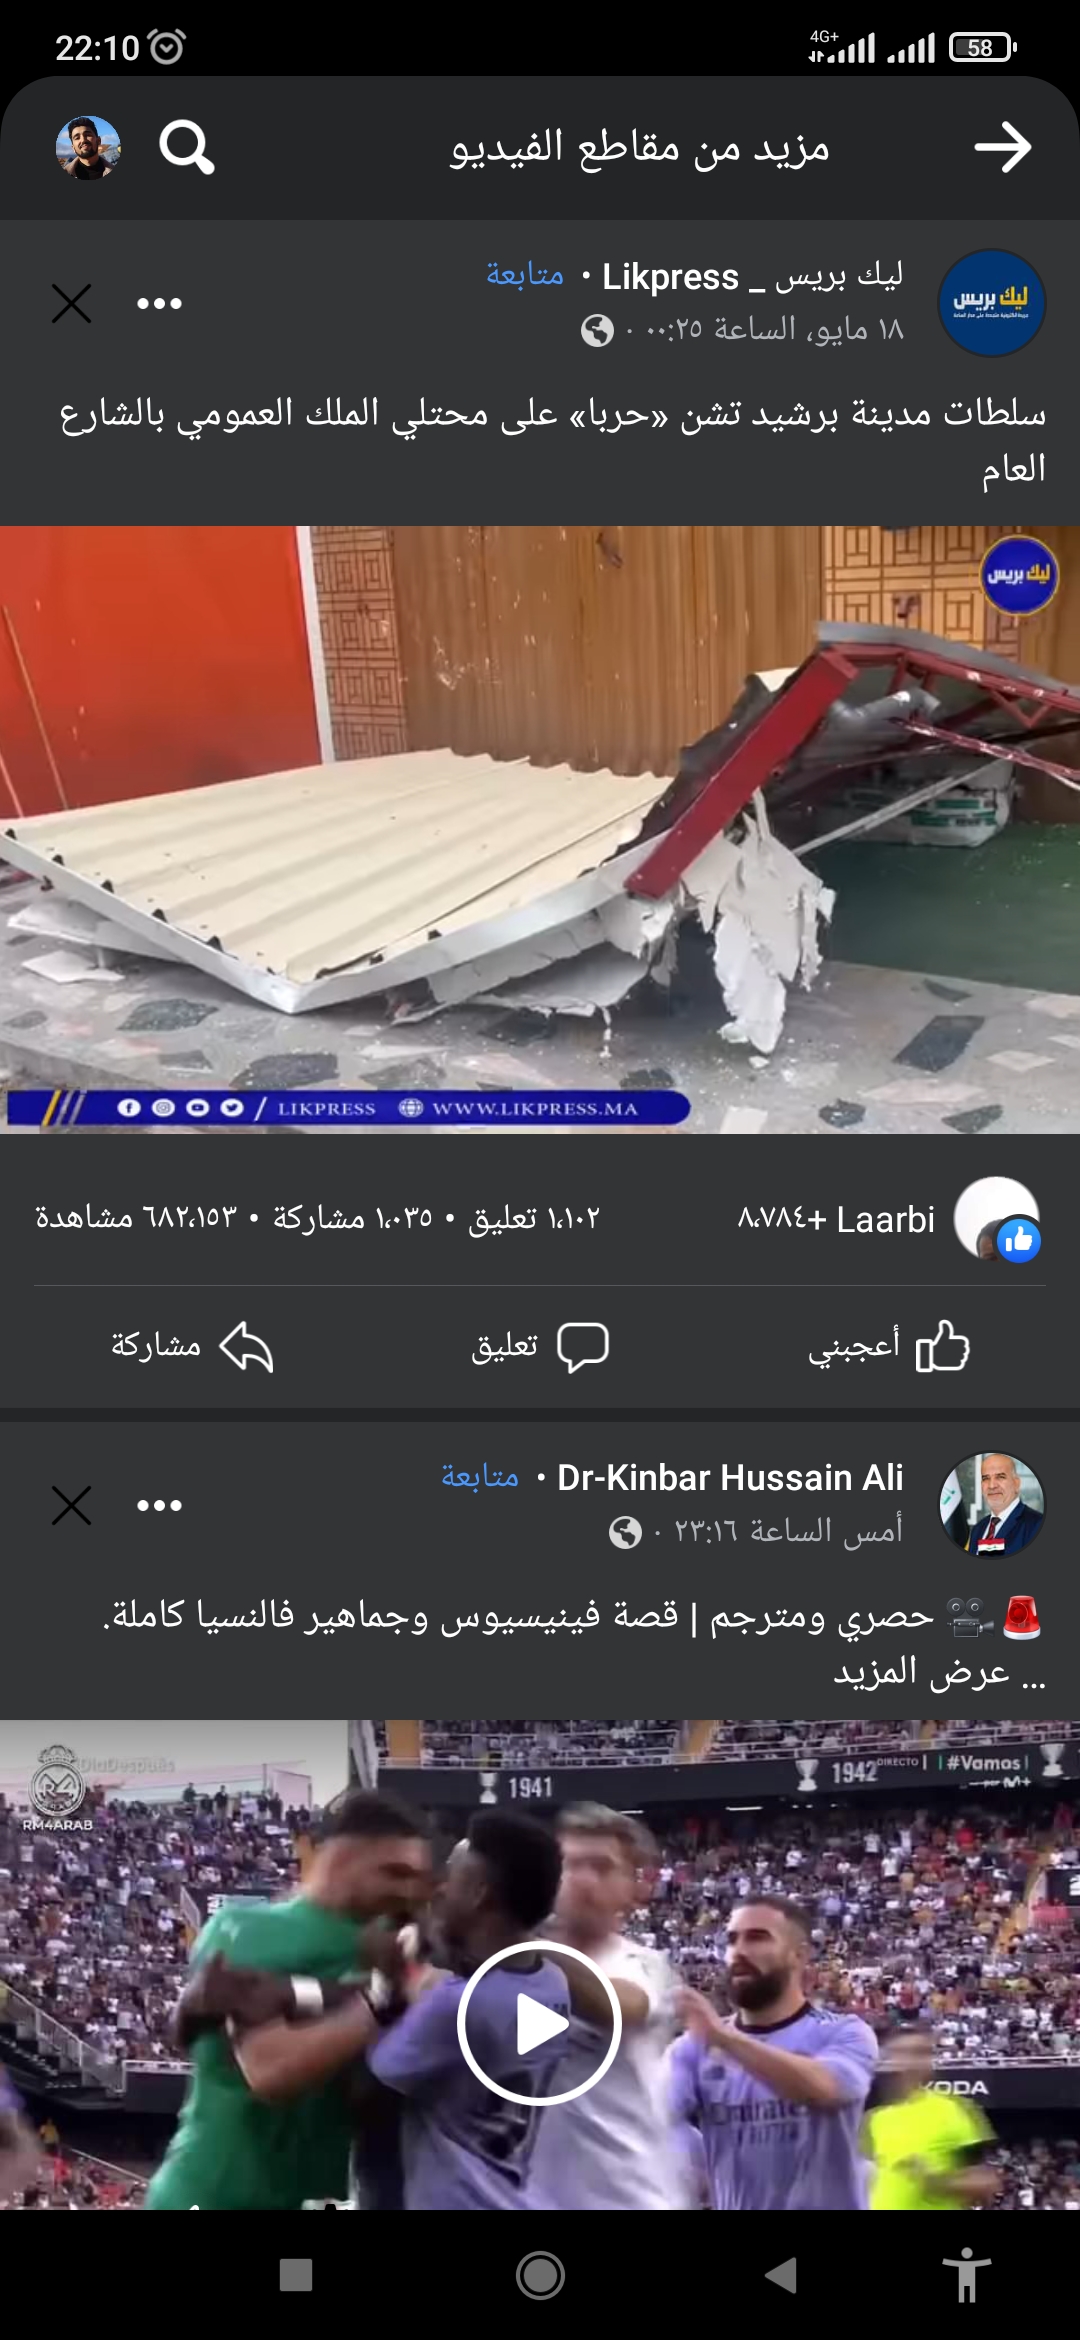 22:10
4G+
58
مزيد من مقاطع الفيديو
ليك بريس _ Likpress • متابعة
١٨ مايو، الساعة ٠٠:٢٥ ·
ليك بريس
سلطات مدينة برشيد تشن «حربا» على محتلي الملك العمومي بالشارع
العام
ليك بريس
/ LIKPRESS WWW.LIKPRESS.MA
Laarbi +٨،٧٨٤
١،١٠٢ تعليق • ١،٠٣٥ مشاركة • ٦٨٢،١٥٣ مشاهدة
أعجبني
تعليق
مشاركة
Dr-Kinbar Hussain Ali • متابعة
أمس الساعة ٢٣:١٦ ·
🚨🎥 حصري ومترجم | قصة فينيسيوس وجماهير فالنسيا كاملة.
... عرض المزيد
ElDíaDespués
R4
RM4ARAB
1941
1942
DIRECTO | #Vamos
M+
KODA